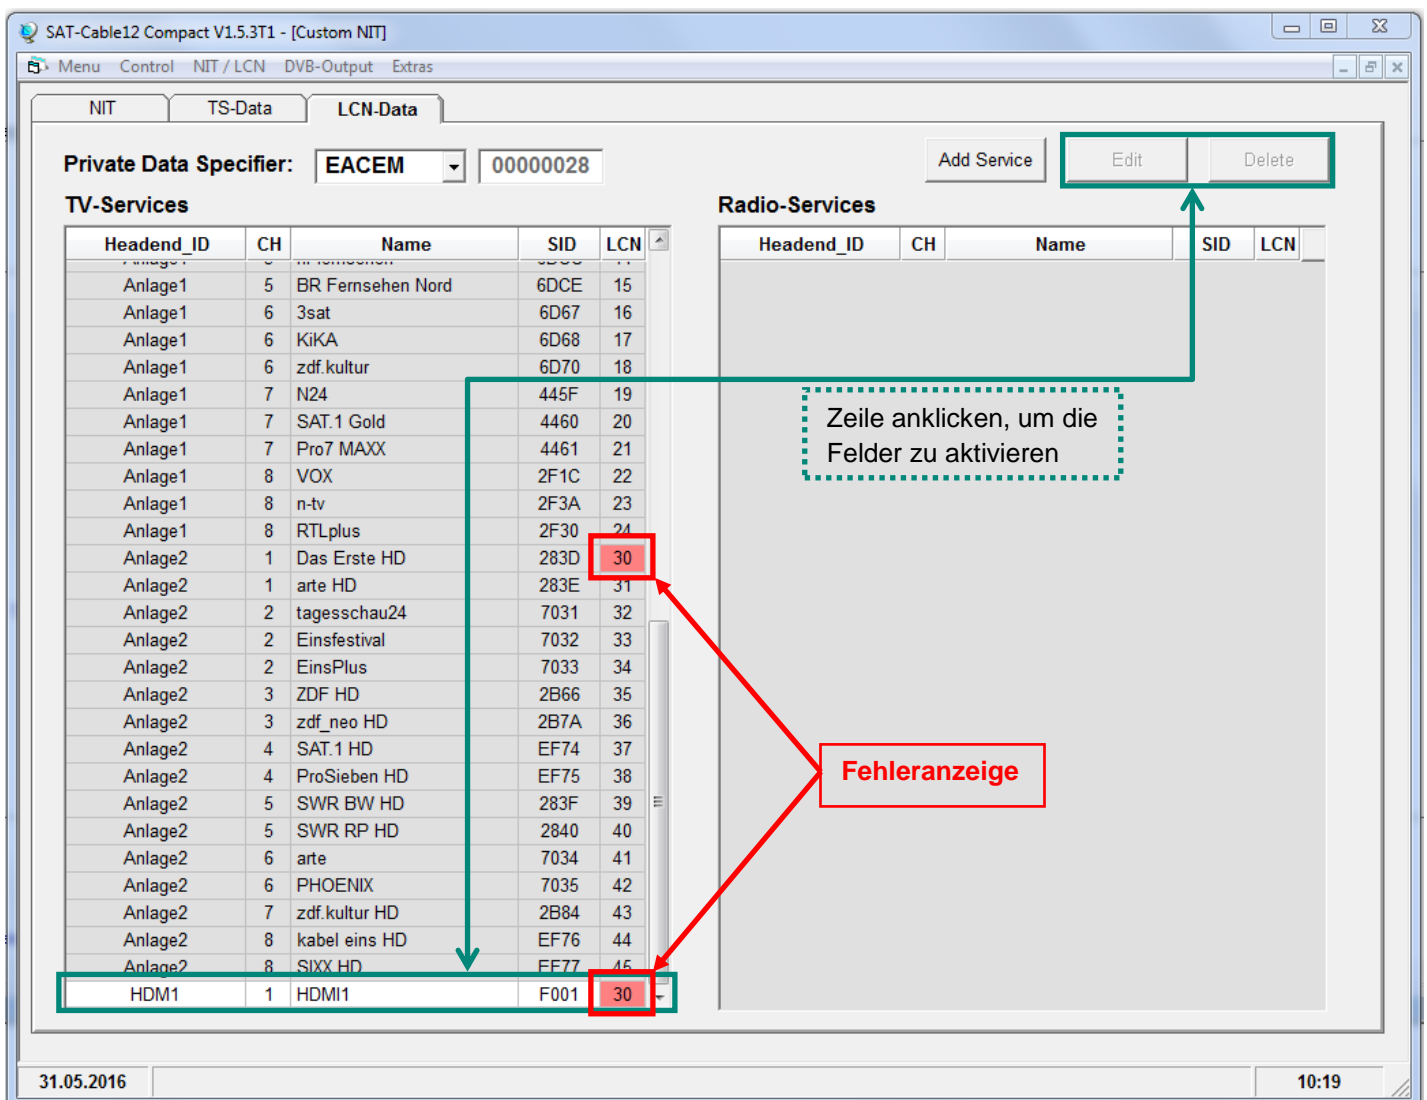 SAT-Cable12 Compact V1.5.3T1 - [Custom NIT]
Menu Control NIT / LCN DVB-Output Extras
NIT TS-Data LCN-Data
Private Data Specifier: EACEM 00000028 Add Service Edit Delete
TV-Services Radio-Services
Headend_ID CH Name SID LCN Headend_ID CH Name SID LCN
Anlage1 5 BR Fernsehen Nord 6DCE 15
Anlage1 6 3sat 6D67 16
Anlage1 6 KiKA 6D68 17
Anlage1 6 zdf.kultur 6D70 18
Anlage1 7 N24 445F 19
Anlage1 7 SAT.1 Gold 4460 20
Anlage1 7 Pro7 MAXX 4461 21
Anlage1 8 VOX 2F1C 22
Anlage1 8 n-tv 2F3A 23
Anlage1 8 RTLplus 2F30 24
Anlage2 1 Das Erste HD 283D 30
Anlage2 1 arte HD 283E 31
Anlage2 2 tagesschau24 7031 32
Anlage2 2 Einsfestival 7032 33
Anlage2 2 EinsPlus 7033 34
Anlage2 3 ZDF HD 2B66 35
Anlage2 3 zdf_neo HD 2B7A 36
Anlage2 4 SAT.1 HD EF74 37
Anlage2 4 ProSieben HD EF75 38
Anlage2 5 SWR BW HD 283F 39
Anlage2 5 SWR RP HD 2840 40
Anlage2 6 arte 7034 41
Anlage2 6 PHOENIX 7035 42
Anlage2 7 zdf.kultur HD 2B84 43
Anlage2 8 kabel eins HD EF76 44
Anlage2 8 SIXX HD EF77 45
HDM1 1 HDMI1 F001 30
Zeile anklicken, um die
Felder zu aktivieren
Fehleranzeige
31.05.2016 10:19